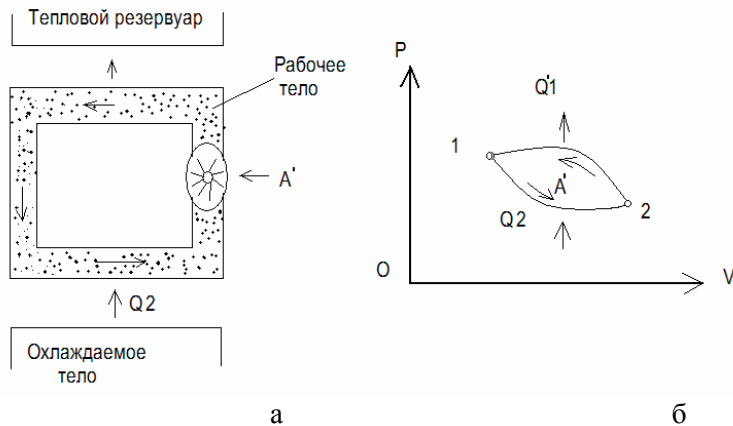 Тепловой резервуар
Рабочее
тело
A'
Q2
Охлаждаемое
тело
а
P
Q'1
1
A'
Q2
2
O
V
б